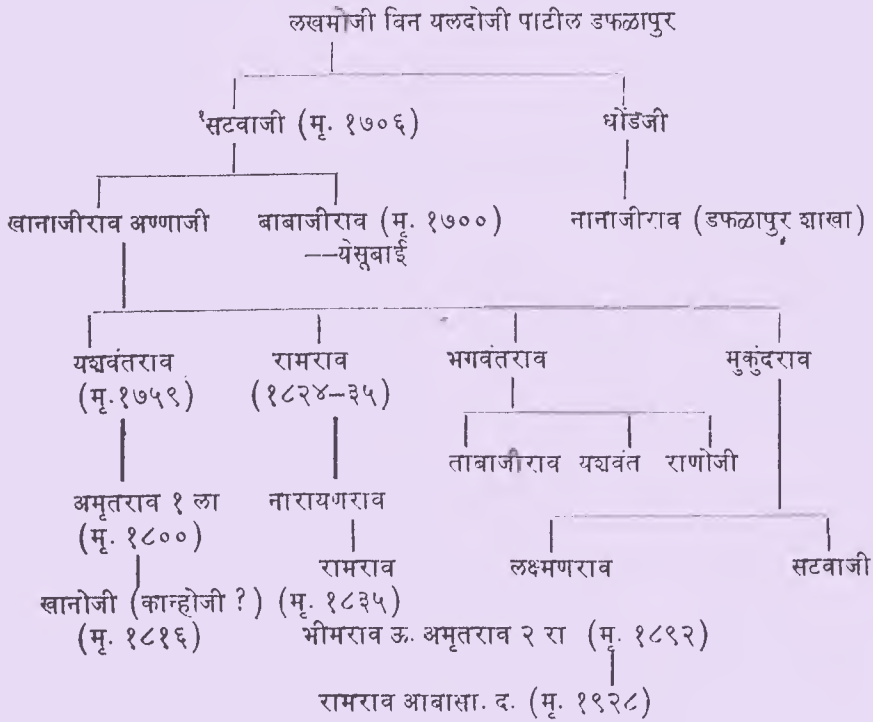 लखमोजी विन यलदोजी पाटील डफळापुर
१सटवाजी (मृ. १७०६) धोंडजी
खानाजीराव अण्णाजी बाबाजीराव (मृ. १७००) नानाजीराव (डफळापुर शाखा)
——येसूबाई
यशवंतराव रामराव भगवंतराव मुकुंदराव
(मृ.१७५९) (१८२४–३५)
ताबाजीराव यशवंत राणोजी
अमृतराव १ ला नारायणराव
(मृ. १८००)
रामराव लक्ष्मणराव सटवाजी
खानोजी (कान्होजी ?) (मृ. १८३५)
(मृ. १८१६) भीमराव ऊ. अमृतराव २ रा (मृ. १८९२)
रामराव आबासा. द. (मृ. १९२८)